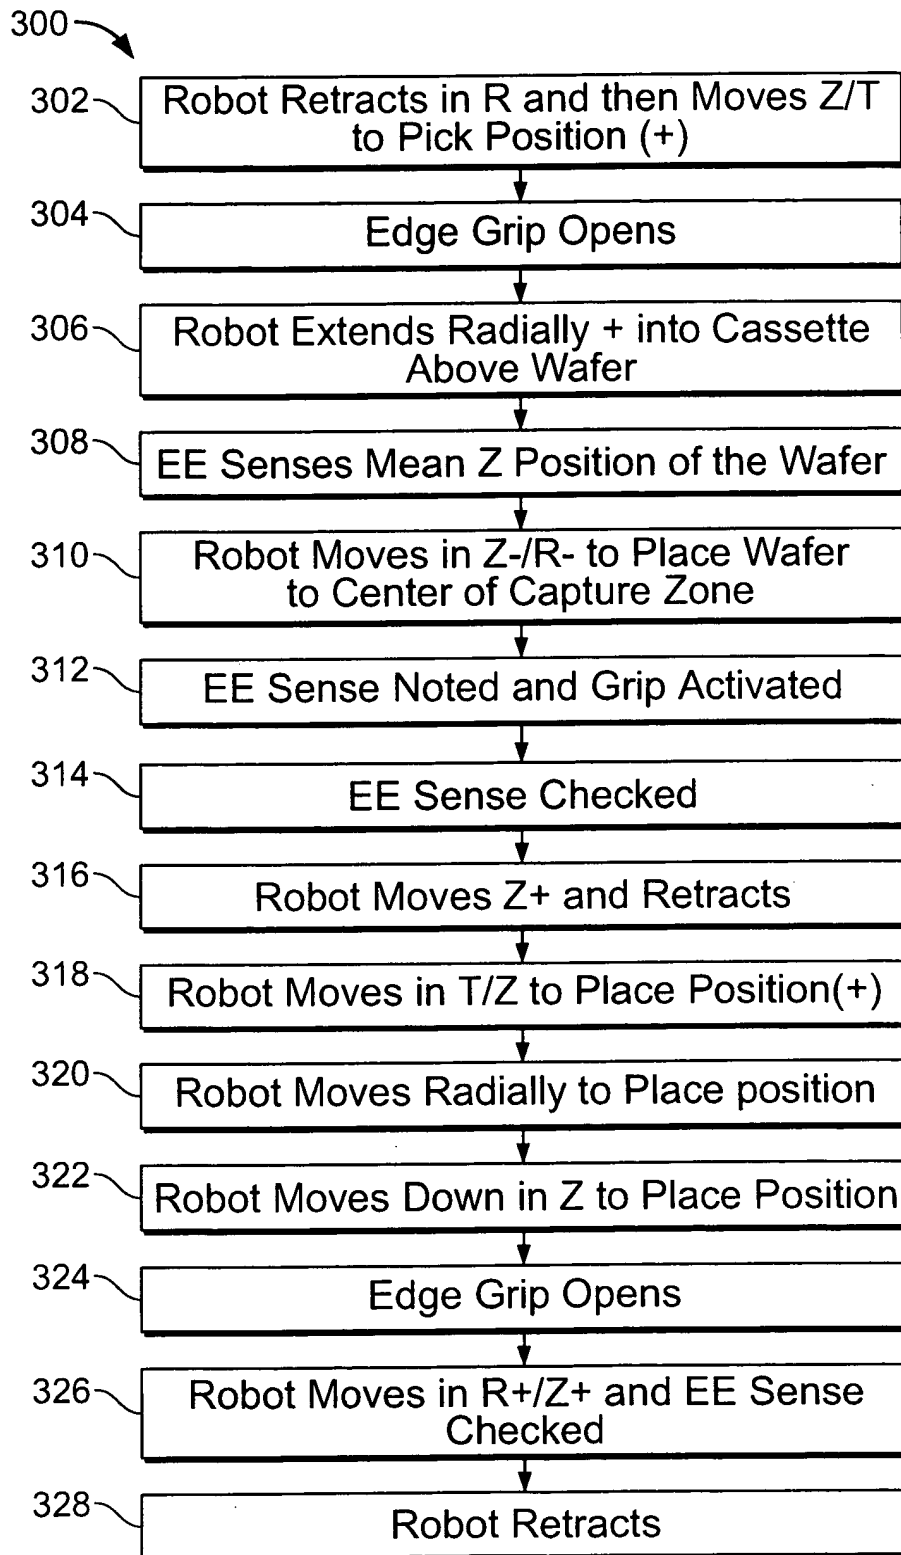 300
302
Robot Retracts in R and then Moves Z/T
to Pick Position (+)
304
Edge Grip Opens
306
Robot Extends Radially + into Cassette
Above Wafer
308
EE Senses Mean Z Position of the Wafer
310
Robot Moves in Z-/R- to Place Wafer
to Center of Capture Zone
312
EE Sense Noted and Grip Activated
314
EE Sense Checked
316
Robot Moves Z+ and Retracts
318
Robot Moves in T/Z to Place Position(+)
320
Robot Moves Radially to Place position
322
Robot Moves Down in Z to Place Position
324
Edge Grip Opens
326
Robot Moves in R+/Z+ and EE Sense
Checked
328
Robot Retracts